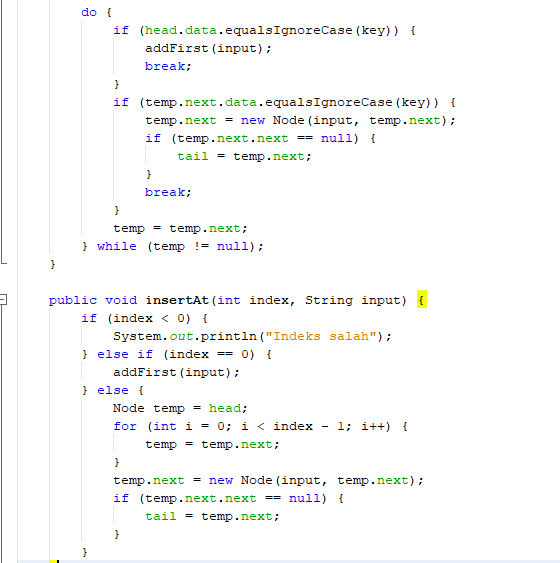 do {
if (head.data.equalsIgnoreCase(key)) {
addFirst(input);
break;
}
if (temp.next.data.equalsIgnoreCase(key)) {
temp.next = new Node(input, temp.next);
if (temp.next.next == null) {
tail = temp.next;
}
break;
}
temp = temp.next;
} while (temp != null);
}
public void insertAt(int index, String input) {
if (index < 0) {
System.out.println("Indeks salah");
} else if (index == 0) {
addFirst(input);
} else {
Node temp = head;
for (int i = 0; i < index - 1; i++) {
temp = temp.next;
}
temp.next = new Node(input, temp.next);
if (temp.next.next == null) {
tail = temp.next;
}
}